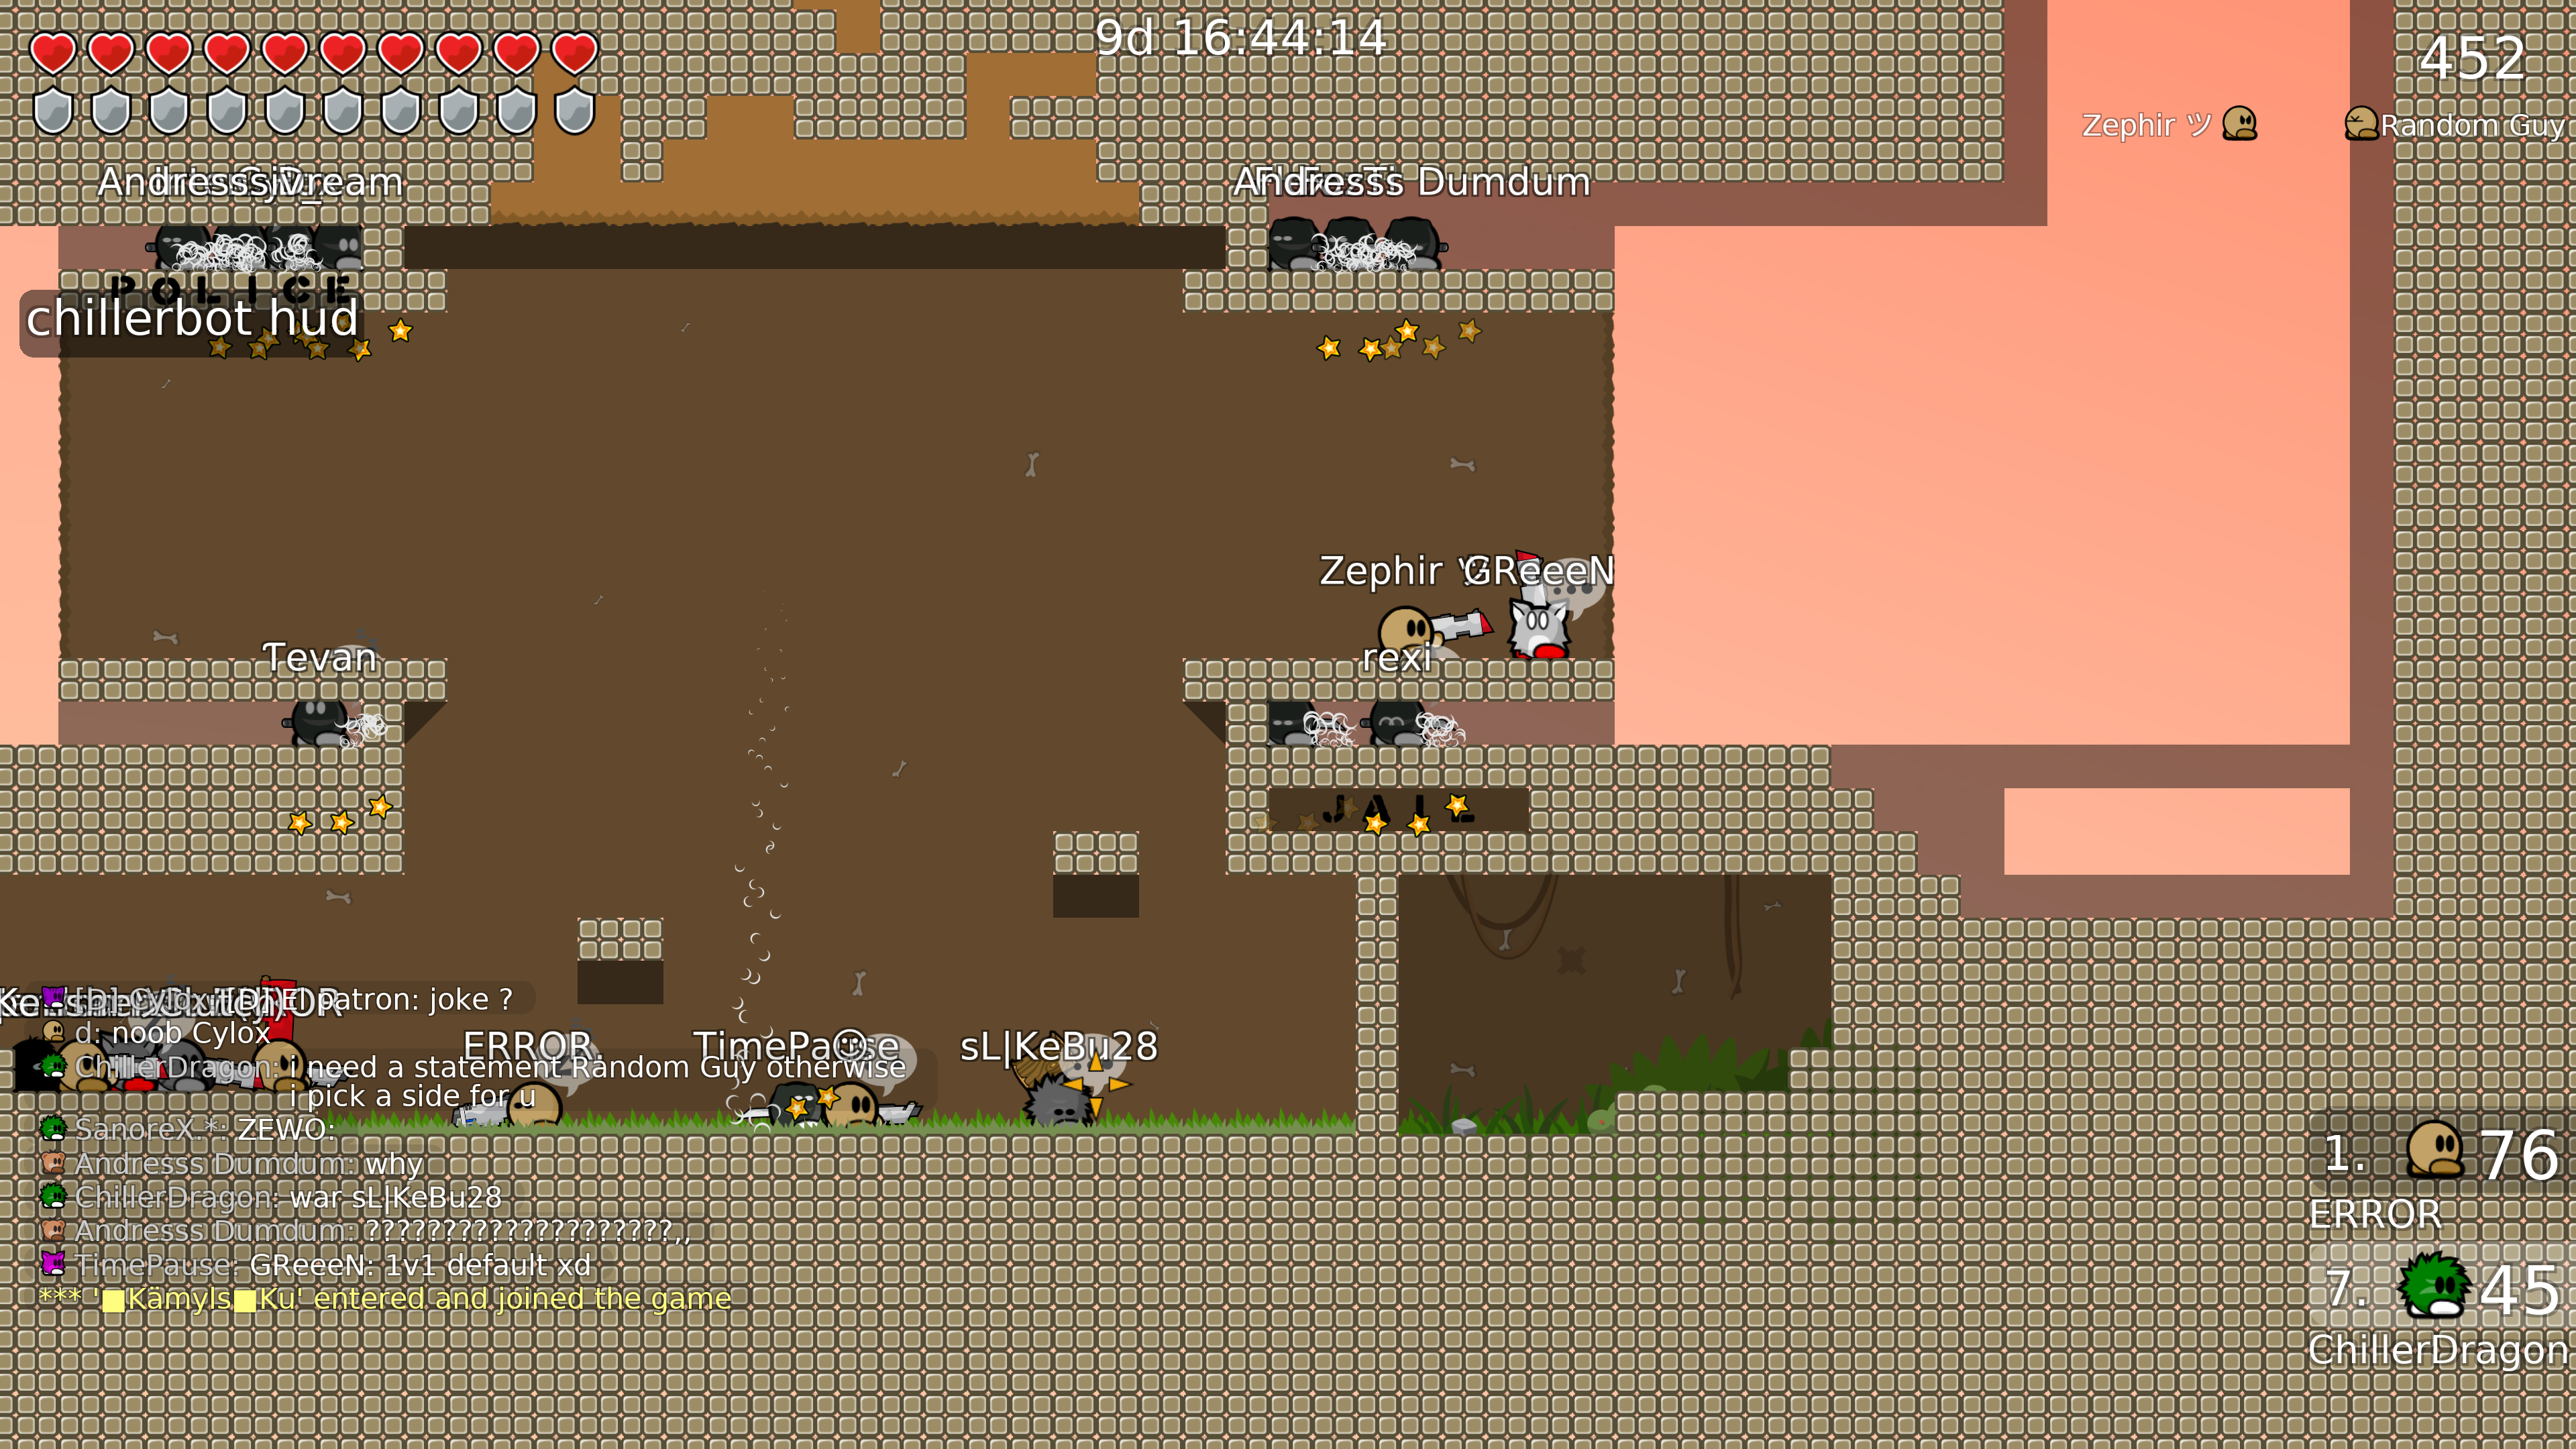 9d 16:44:14
452
Zephir ツ
Random Guy
Dumdum
POLICE
chillerbot hud
Zephir
GReeeN
Tevan
rexi
JAIL
patron: joke ?
d: noob Cylox
ERROR.
TimePause
sL|KeBu28
ChillerDragon: i need a statement Random Guy otherwise
i pick a side for u
SanoreX.*: ZEWO:
Andresss Dumdum: why
ChillerDragon: war sL|KeBu28
Andresss Dumdum: ????????????????????,,
TimePause: GReeeN: 1v1 default xd
*** '■Kämyls■Ku' entered and joined the game
1. 76
ERROR
7. 45
ChillerDragon